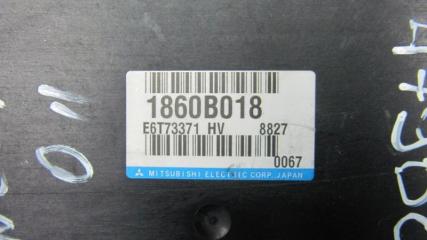 1860B018
E6T73371 HV 8827
0067
MITSUBISHI ELECTRIC CORP. JAPAN